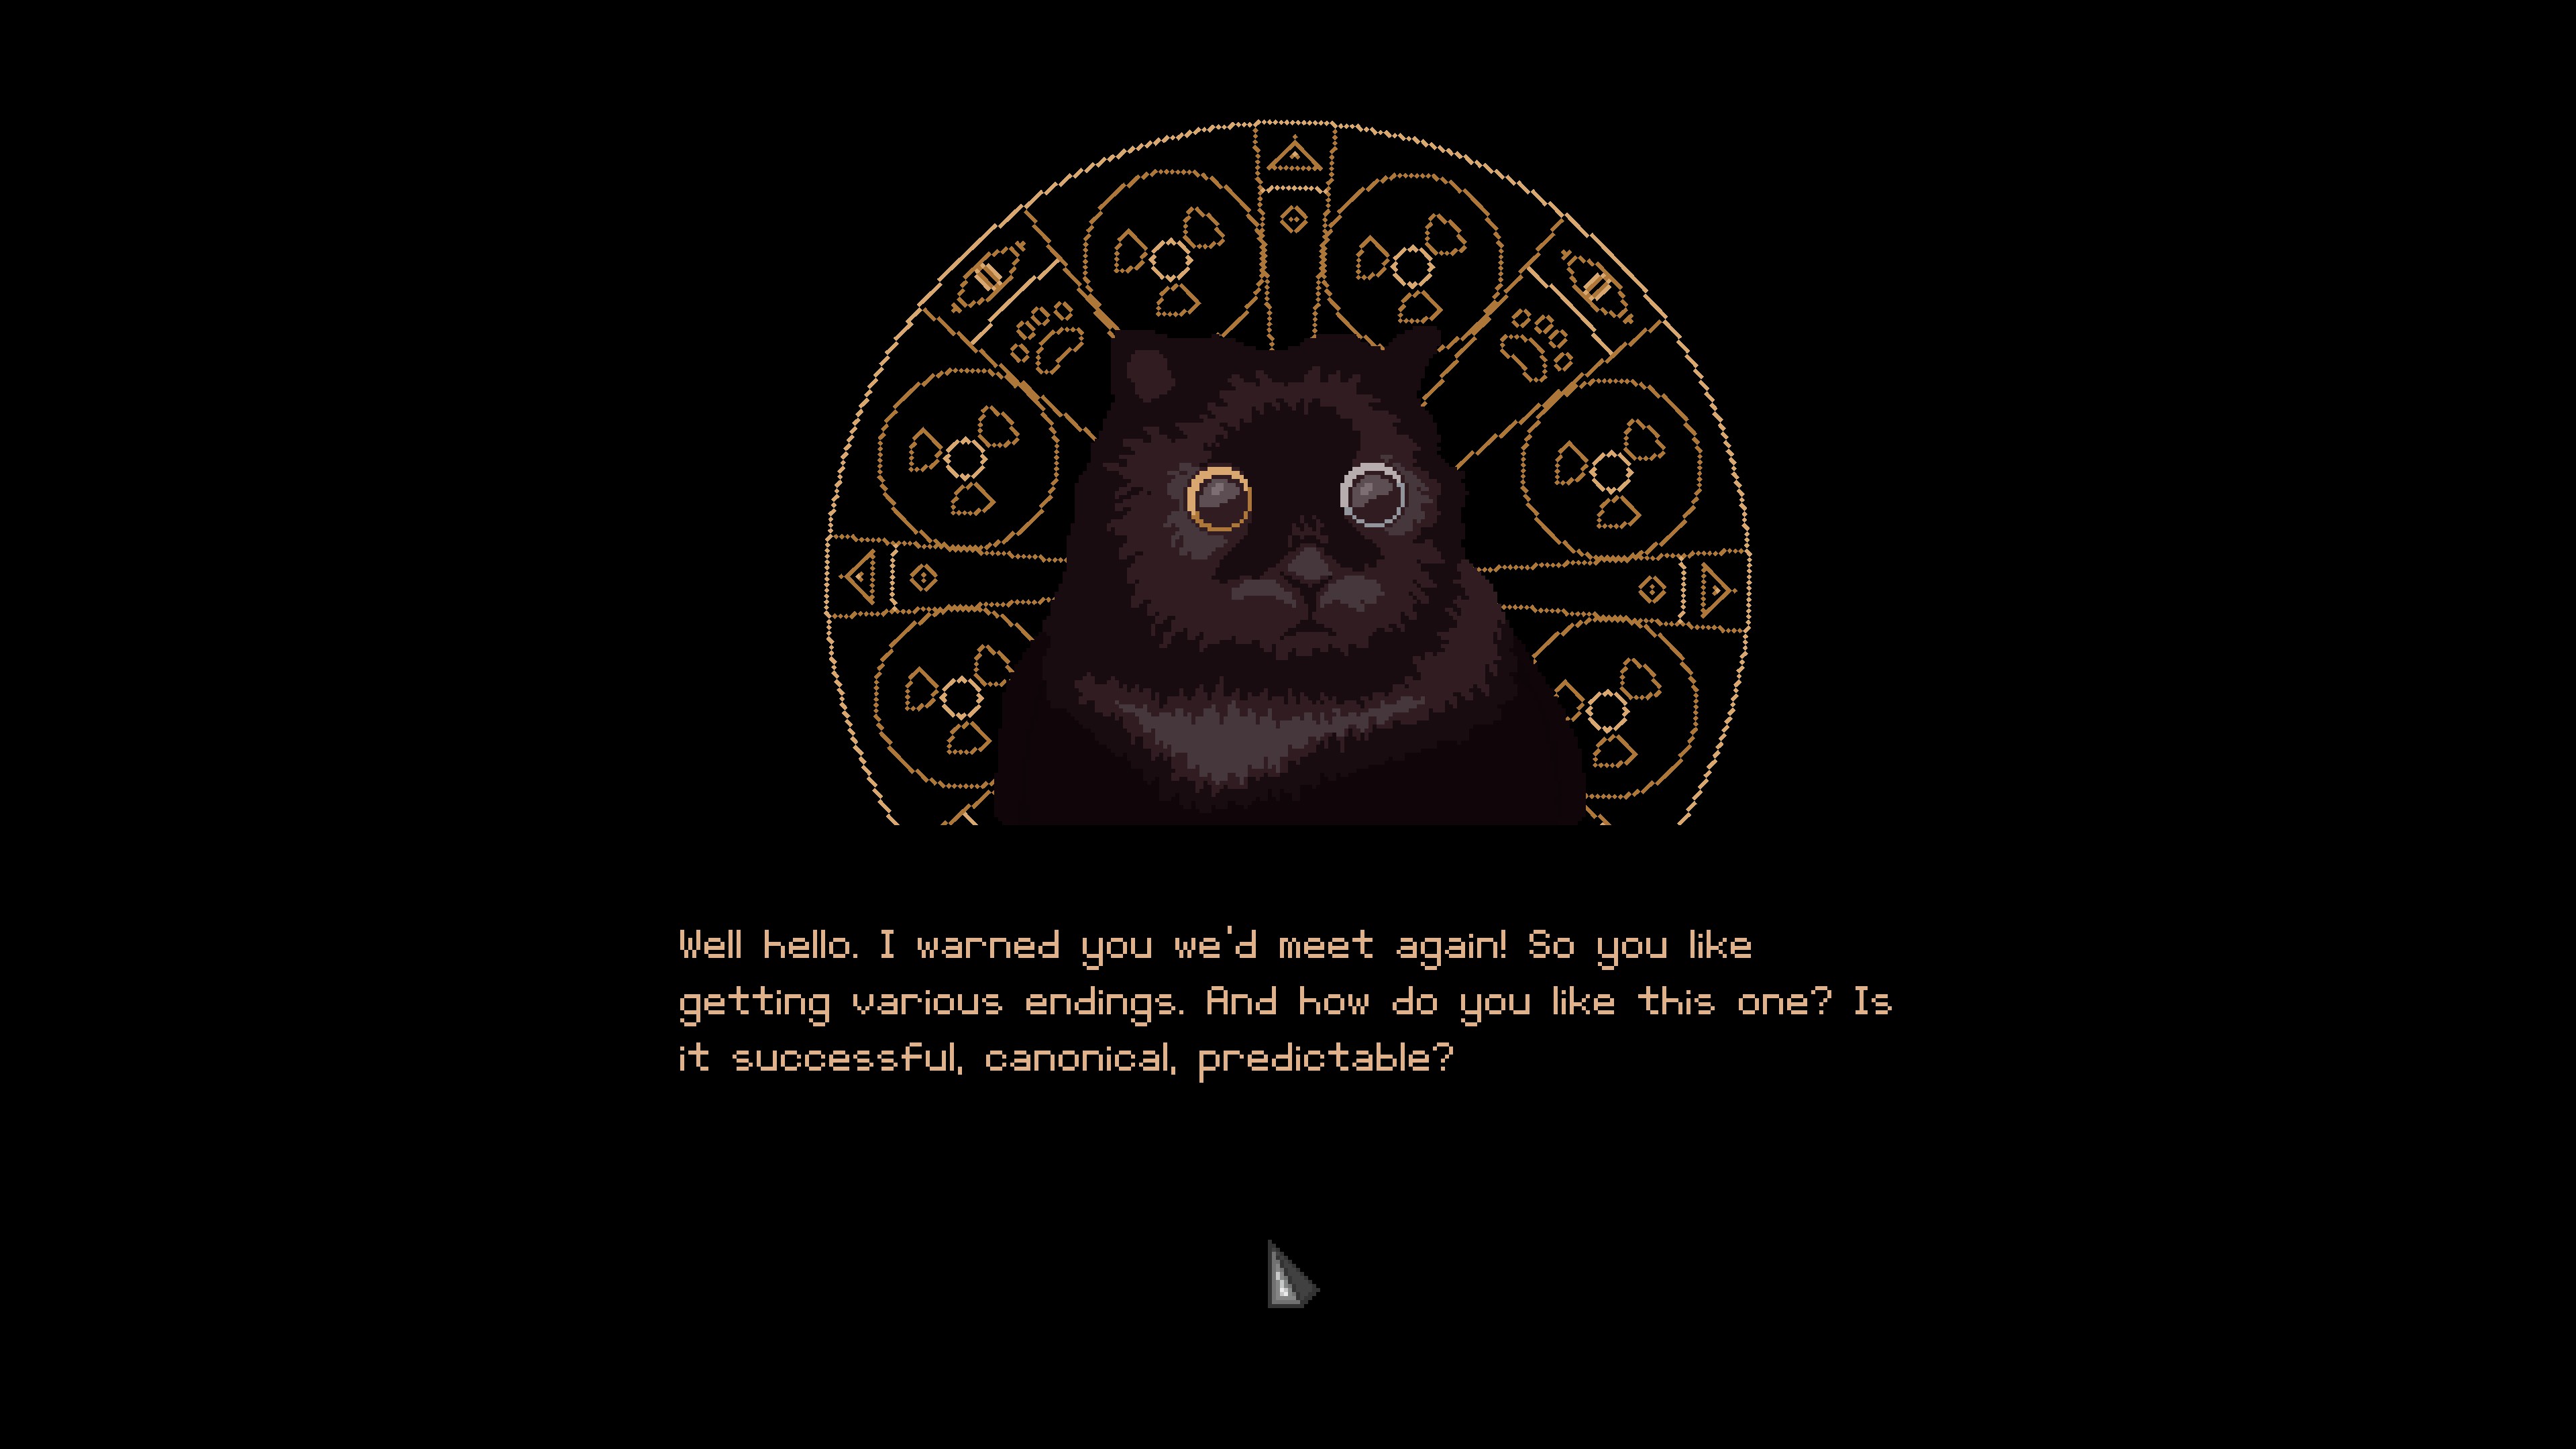 Well hello. I warned you we'd meet again! So you like
getting various endings. And how do you like this one? Is
it successful, canonical, predictable?